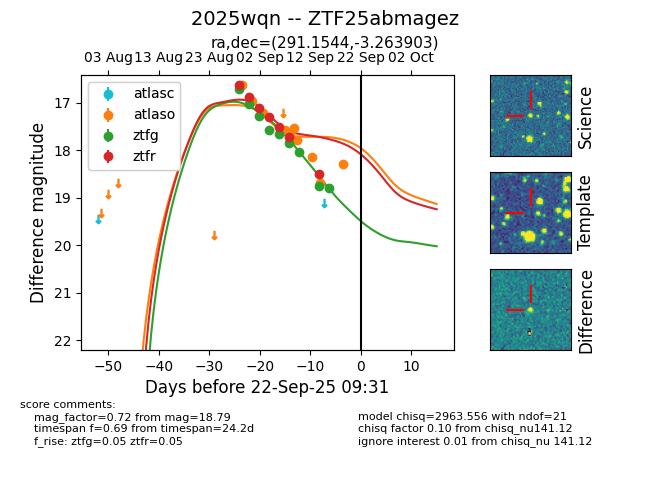 2025wqn -- ZTF25abmagez
ra,dec=(291.1544,-3.263903)
03 Aug 13 Aug 23 Aug 02 Sep 12 Sep 22 Sep 02 Oct
atlasc
atlaso
ztfg
ztfr
17
18
19
20
21
22
Difference magnitude
−50 −40 −30 −20 −10 0 10
Days before 22-Sep-25 09:31
Science
Template
Difference
score comments:
mag_factor=0.72 from mag=18.79
timespan f=0.69 from timespan=24.2d
f_rise: ztfg=0.05 ztfr=0.05
model chisq=2963.556 with ndof=21
chisq factor 0.10 from chisq_nu141.12
ignore interest 0.01 from chisq_nu 141.12